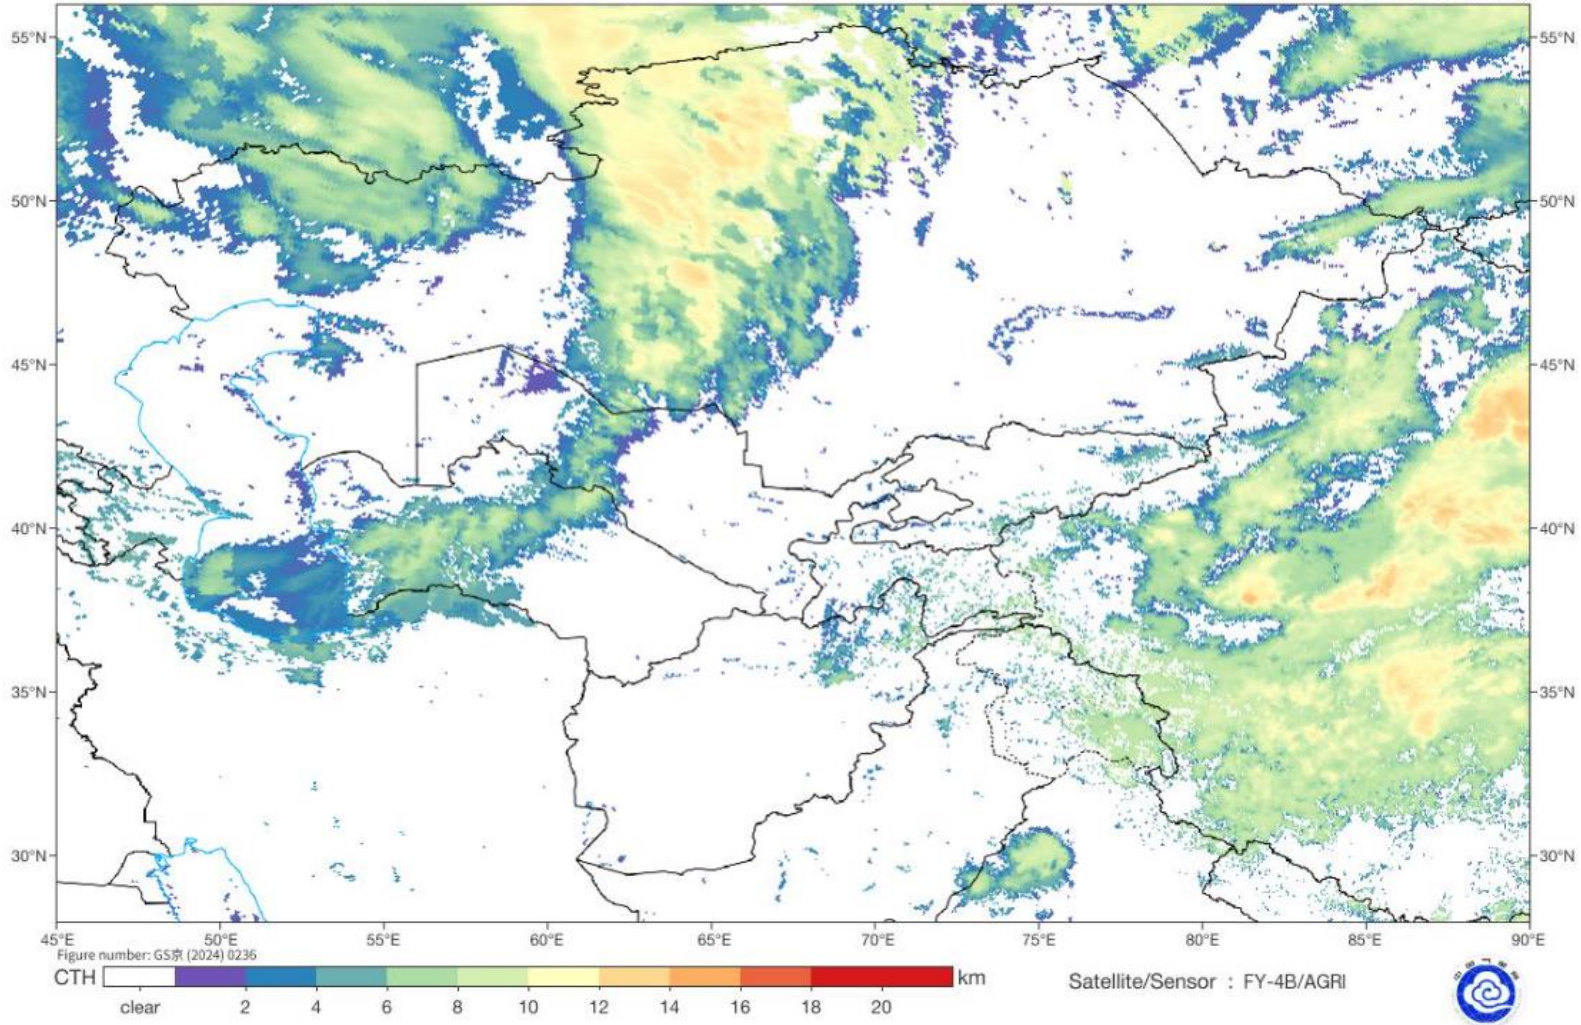 55°N 55°N
50°N 50°N
45°N 45°N
40°N 40°N
35°N 35°N
30°N 30°N
45°E 50°E 55°E 60°E 65°E 70°E 75°E 80°E 85°E 90°E
Figure number: GS京 (2024) 0236
CTH km
clear 2 4 6 8 10 12 14 16 18 20
Satellite/Sensor : FY-4B/AGRI